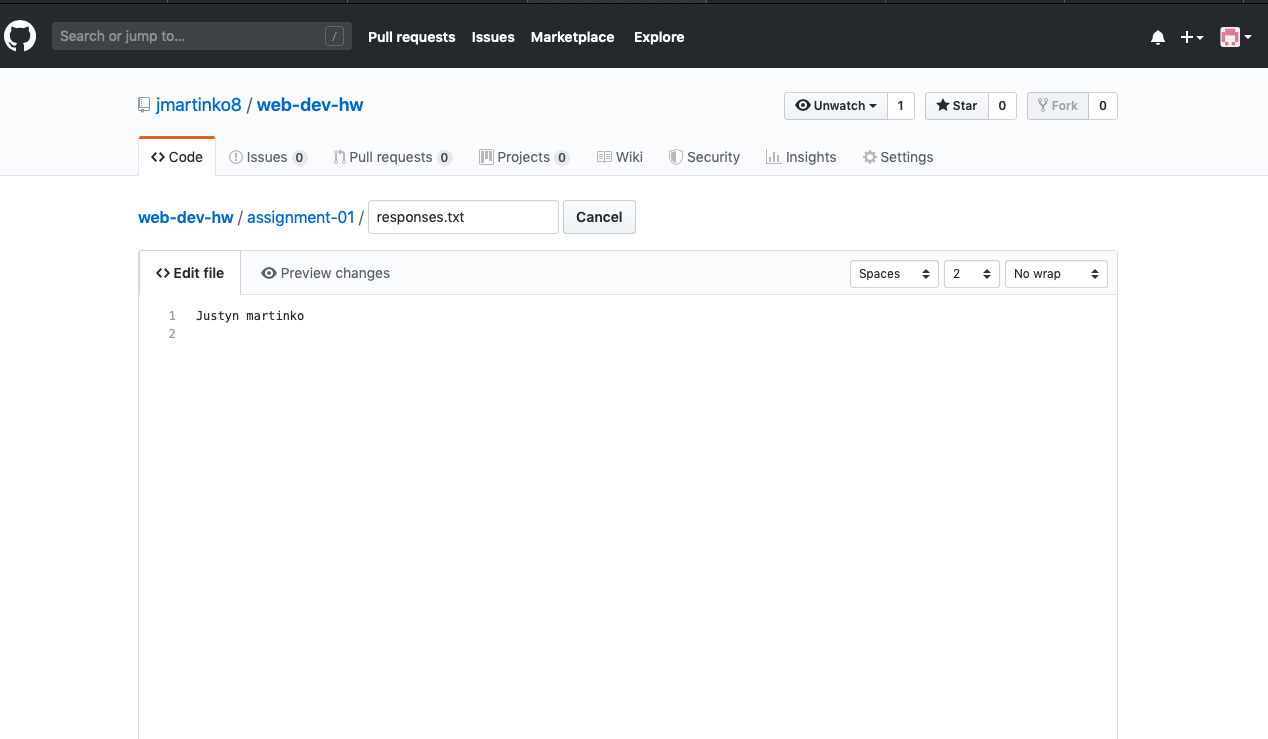 Search or jump to... / Pull requests Issues Marketplace Explore
jmartinko8 / web-dev-hw Unwatch 1 Star 0 Fork 0
Code Issues 0 Pull requests 0 Projects 0 Wiki Security Insights Settings
web-dev-hw / assignment-01 / responses.txt Cancel
Edit file Preview changes Spaces 2 No wrap
1 Justyn martinko
2